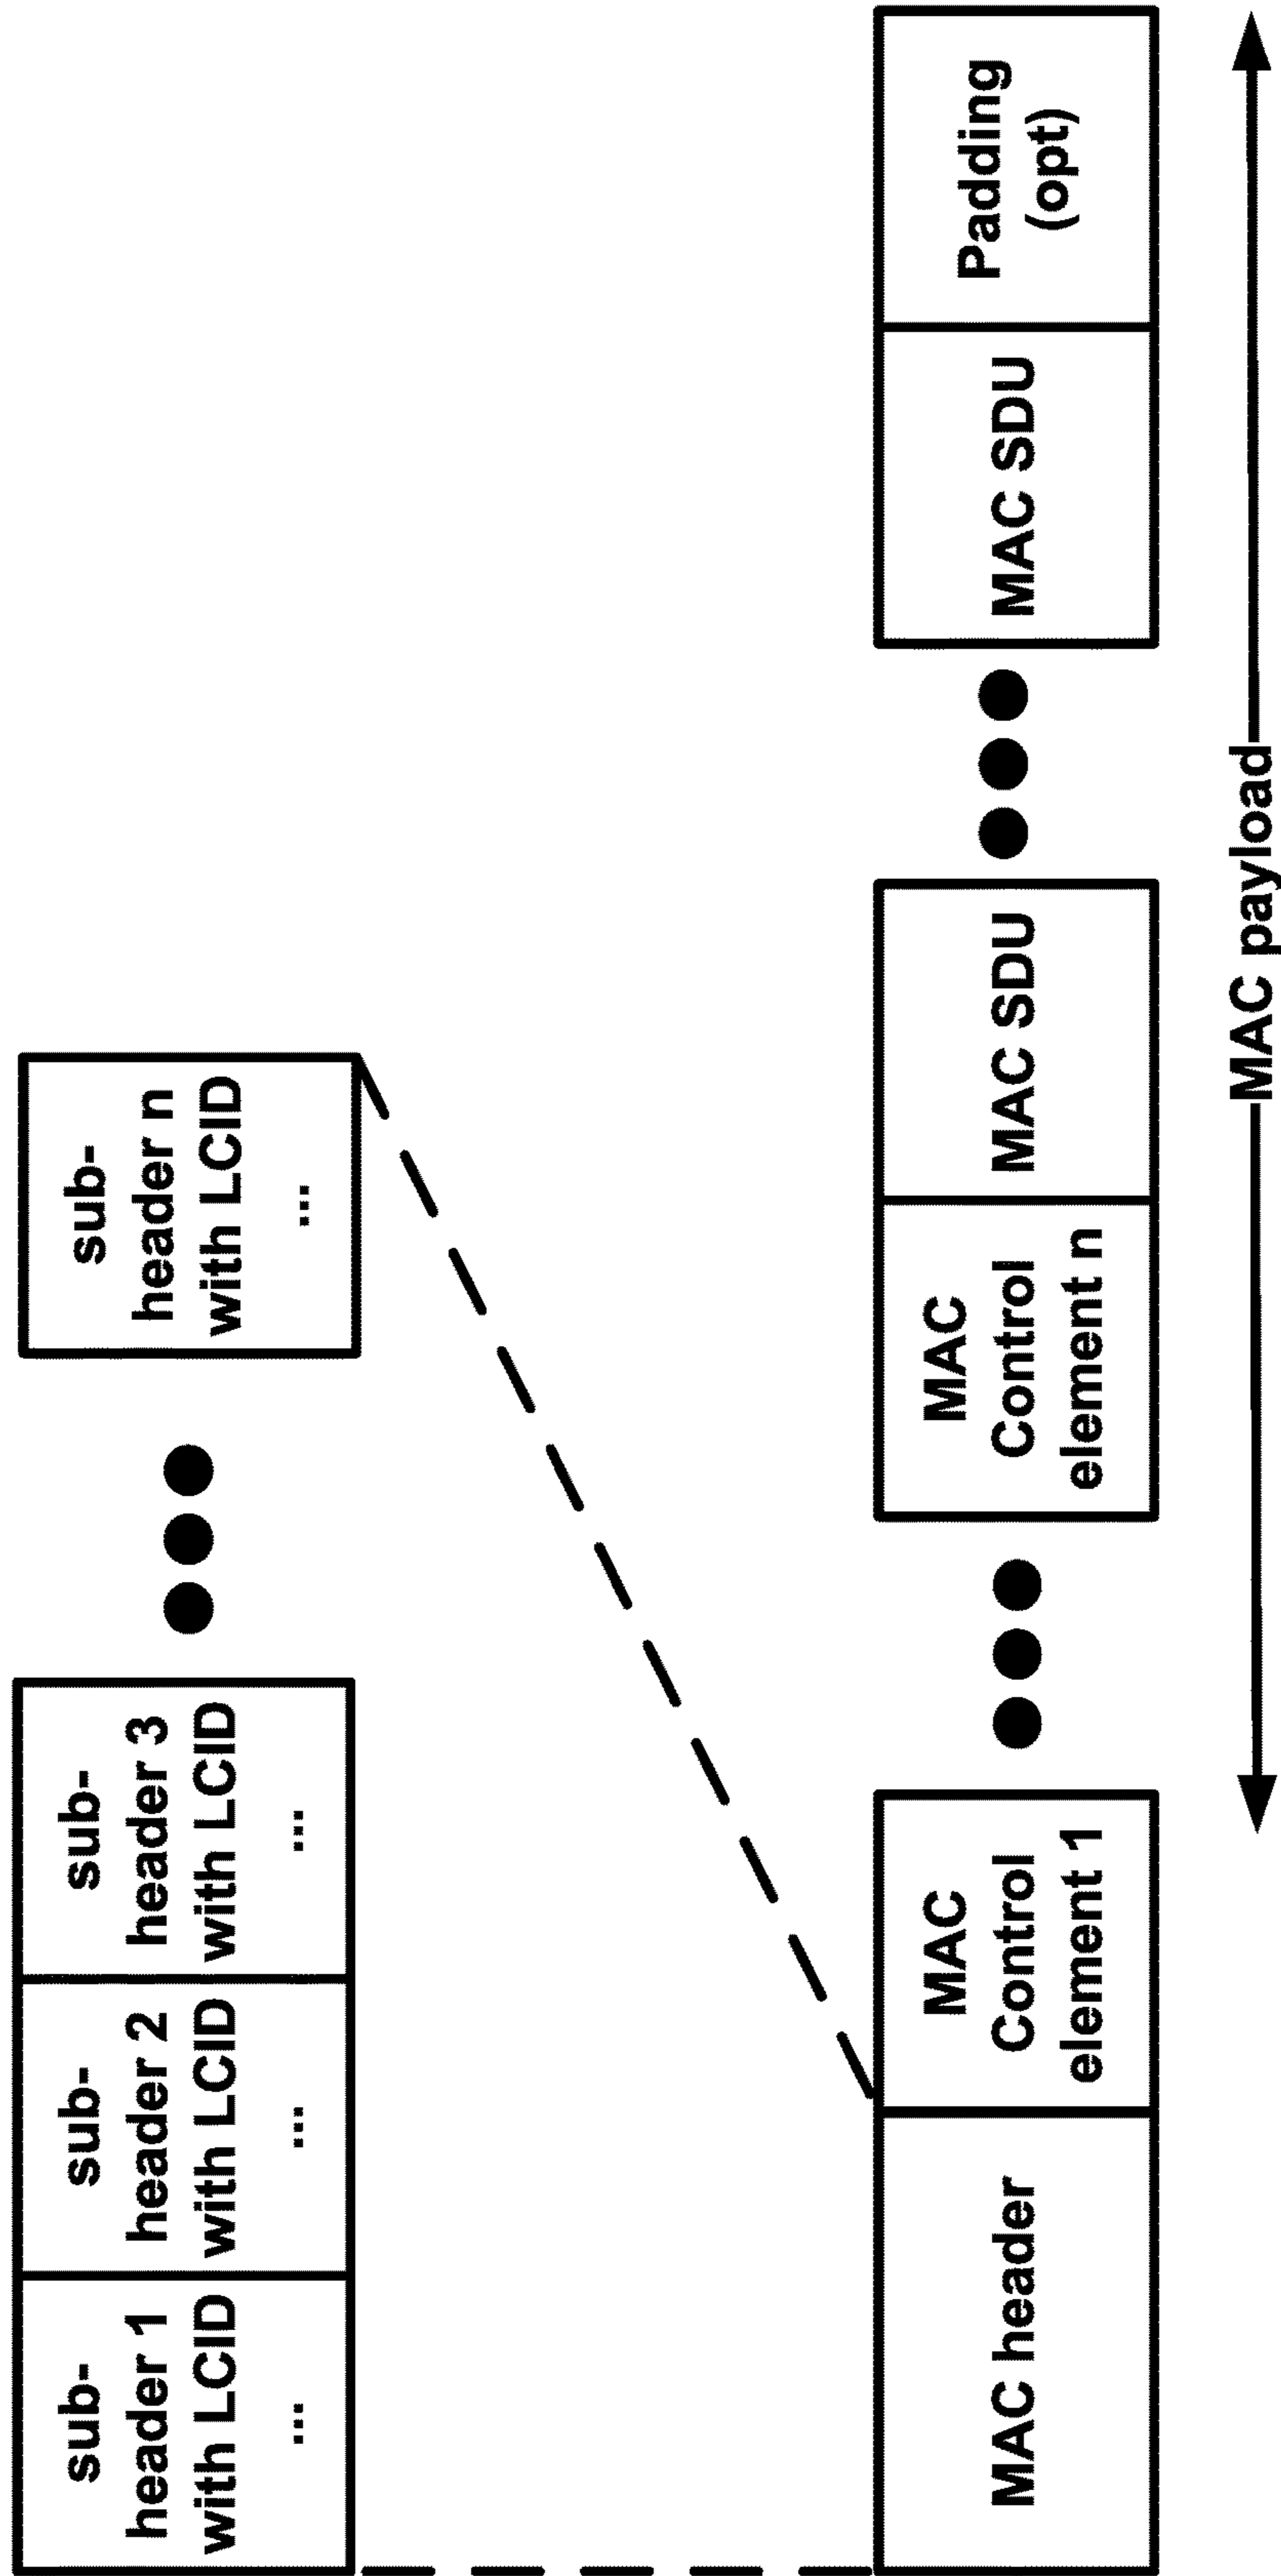 sub-
header 1
with LCID
...
sub-
header 2
with LCID
...
sub-
header 3
with LCID
...
sub-
header n
with LCID
...
MAC header
MAC
Control
element 1
MAC
Control
element n
MAC SDU
MAC SDU
Padding
(opt)
MAC payload